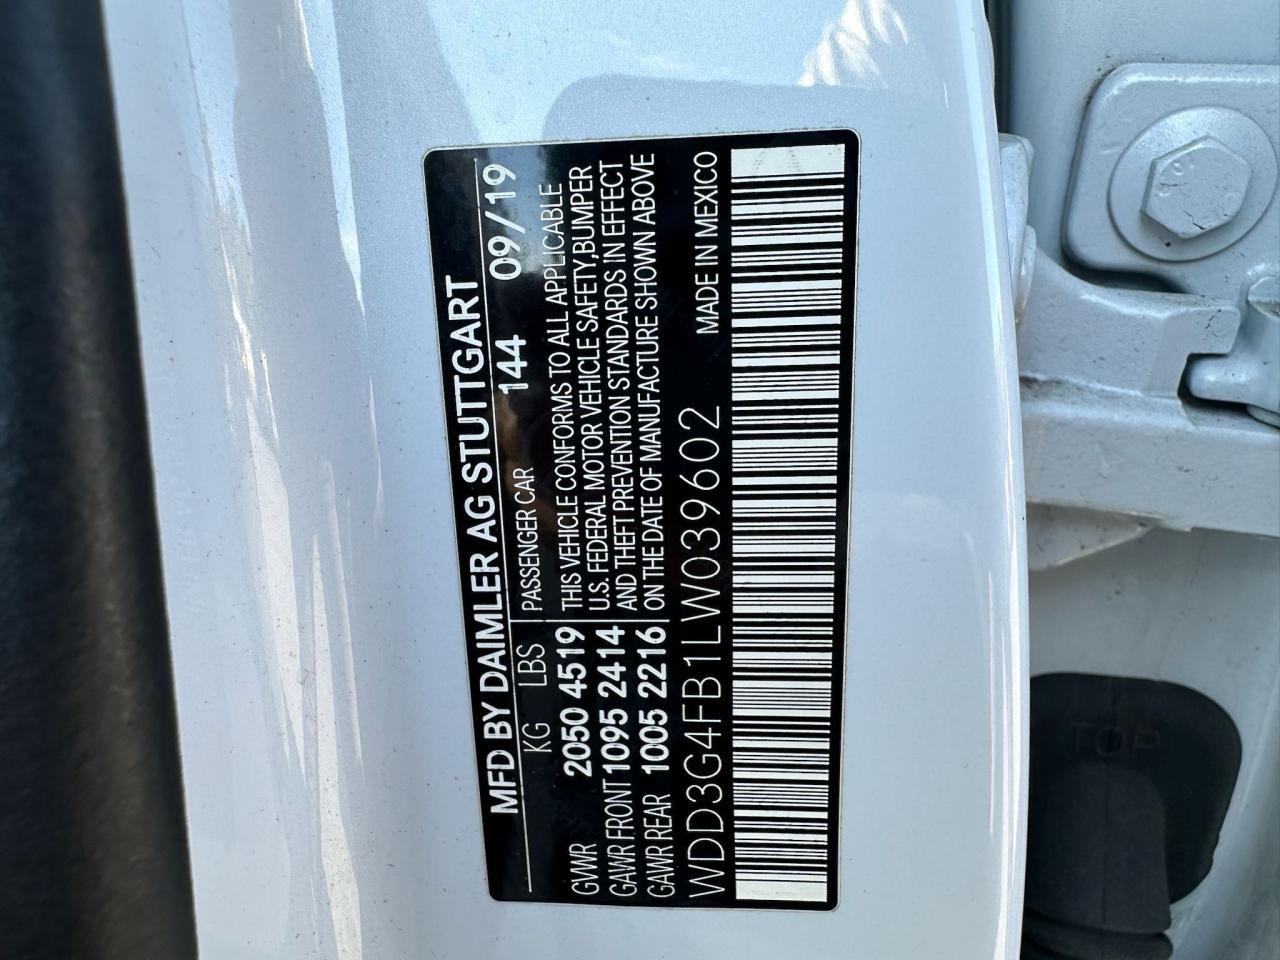 MFD BY DAIMLER AG STUTTGART
144 09/19
KG LBS PASSENGER CAR
GVWR 2050 4519 THIS VEHICLE CONFORMS TO ALL APPLICABLE
GAWR FRONT 1095 2414 U.S. FEDERAL MOTOR VEHICLE SAFETY,BUMPER
AND THEFT PREVENTION STANDARDS IN EFFECT
GAWR REAR 1005 2216 ON THE DATE OF MANUFACTURE SHOWN ABOVE
WDD3G4FB1LW039602 MADE IN MEXICO
TOP